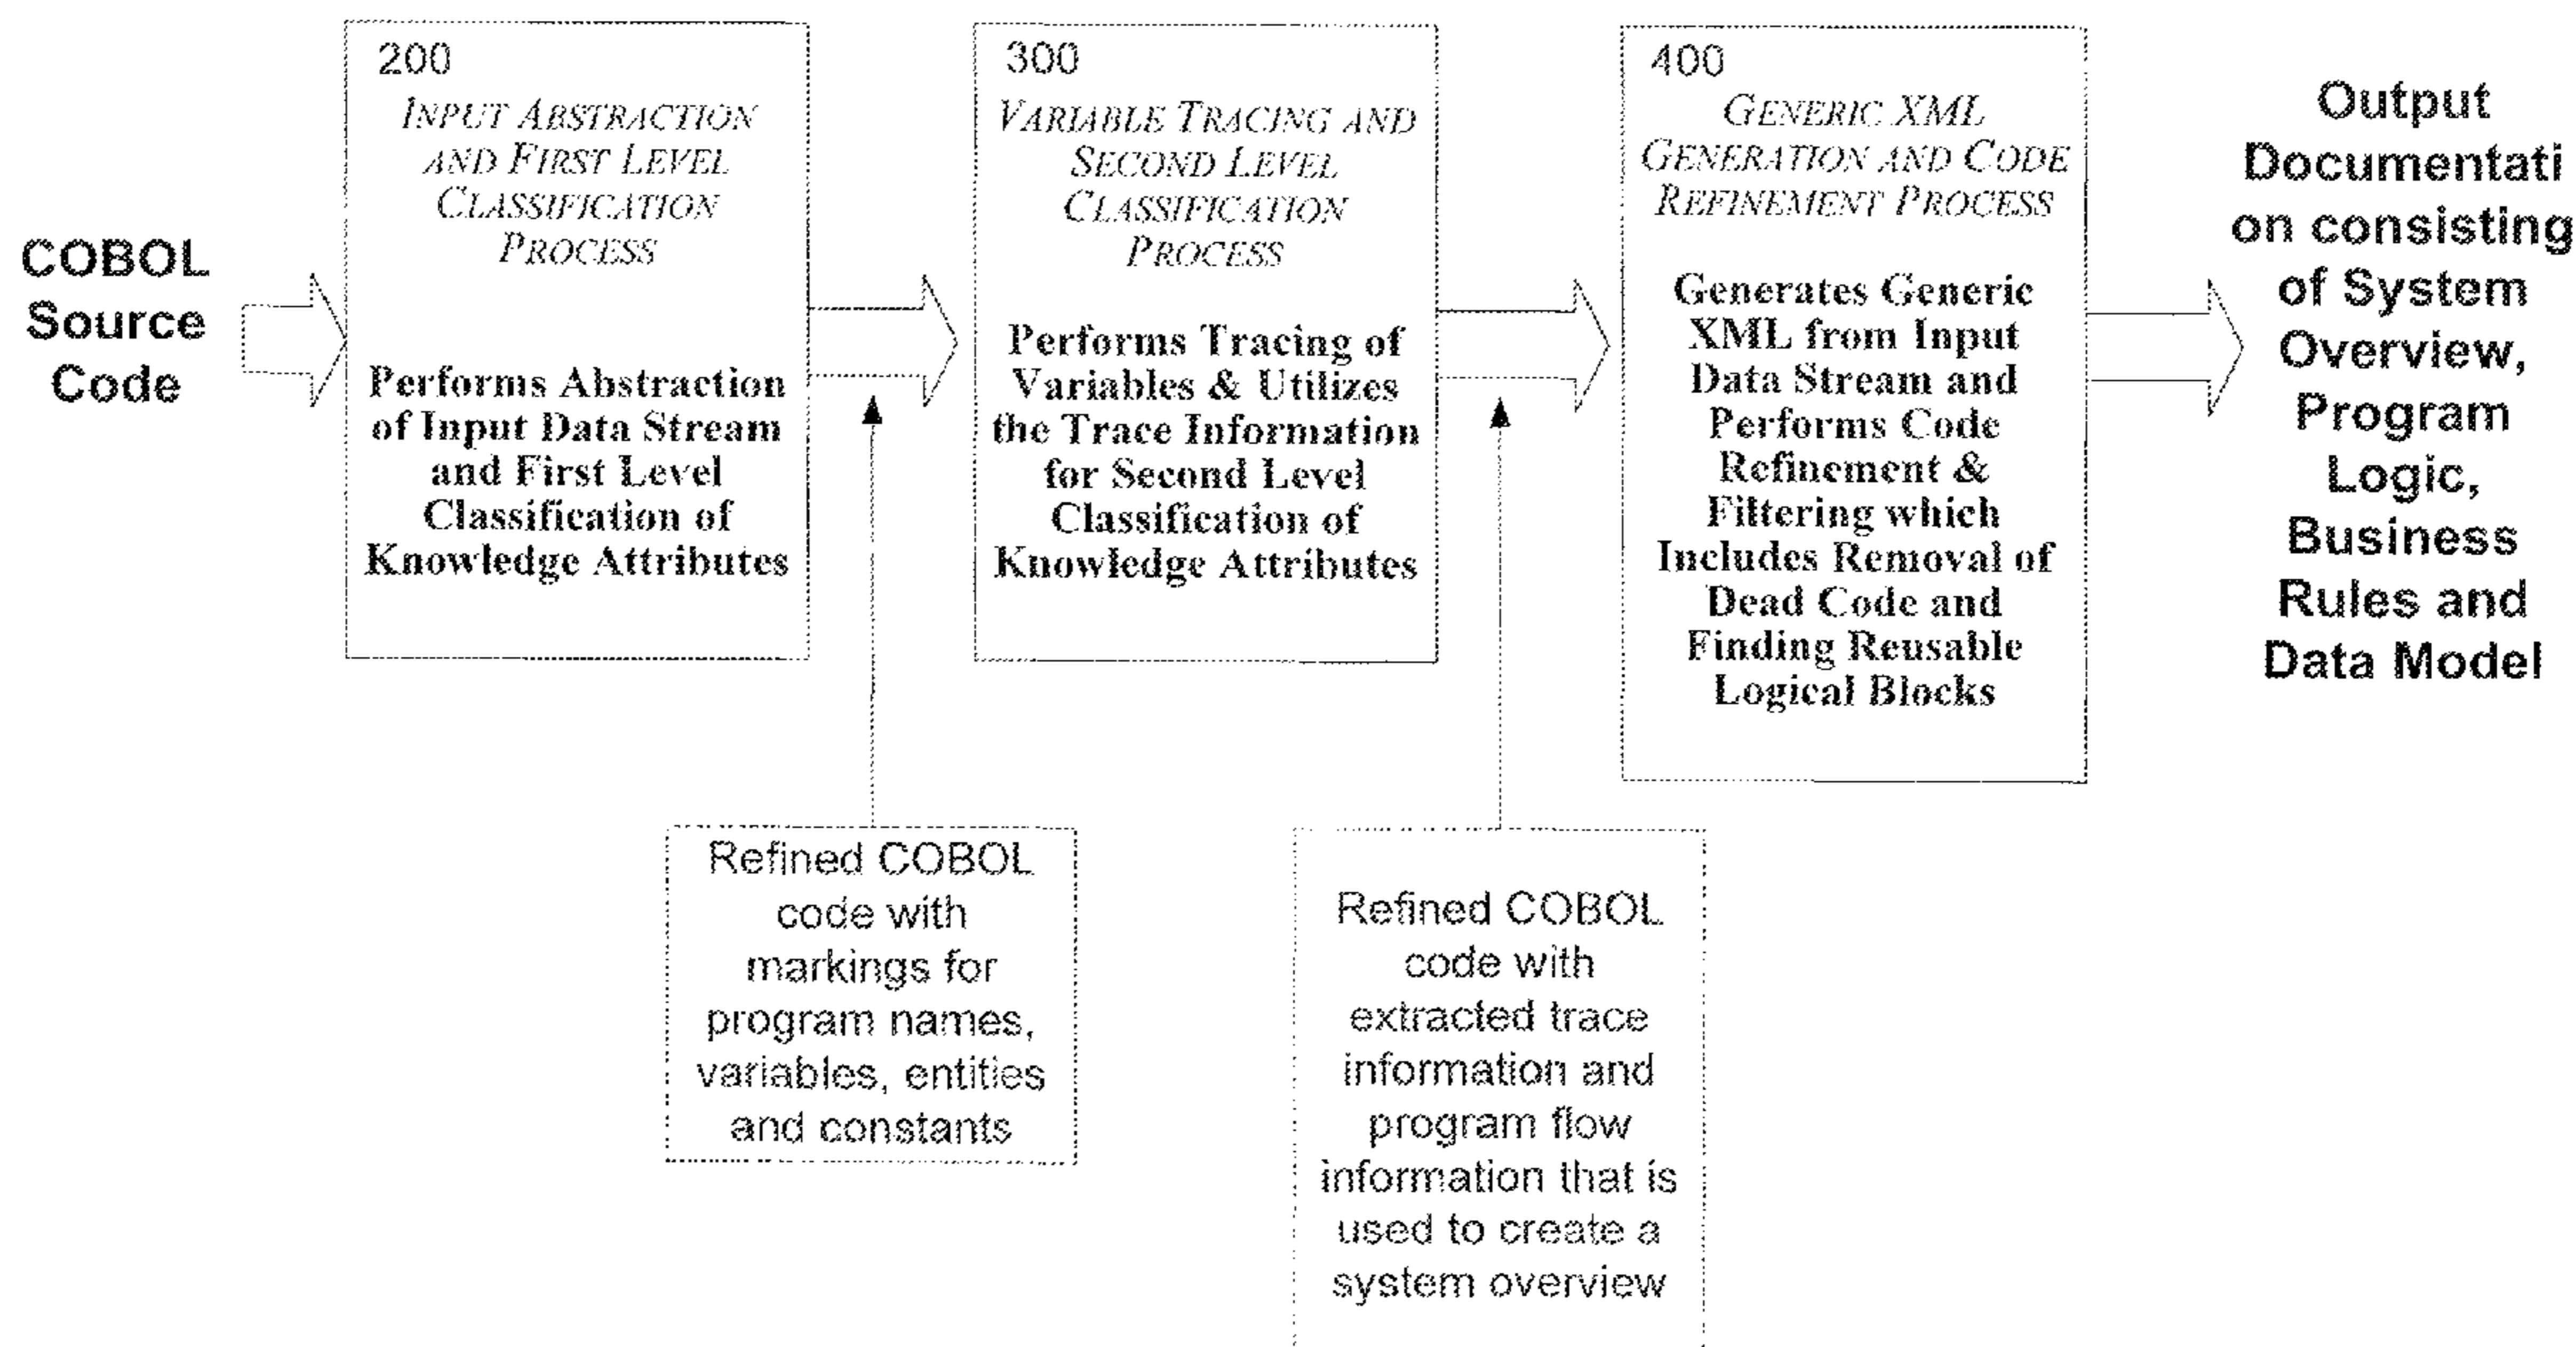 COBOL
Source
Code
200
INPUT ABSTRACTION
AND FIRST LEVEL
CLASSIFICATION
PROCESS
Performs Abstraction
of Input Data Stream
and First Level
Classification of
Knowledge Attributes
300
VARIABLE TRACING AND
SECOND LEVEL
CLASSIFICATION
PROCESS
Performs Tracing of
Variables & Utilizes
the Trace Information
for Second Level
Classification of
Knowledge Attributes
400
GENERIC XML
GENERATION AND CODE
REFINEMENT PROCESS
Generates Generic
XML from Input
Data Stream and
Performs Code
Refinement &
Filtering which
Includes Removal of
Dead Code and
Finding Reusable
Logical Blocks
Output
Documentati
on consisting
of System
Overview,
Program
Logic,
Business
Rules and
Data Model
Refined COBOL
code with
markings for
program names,
variables, entities
and constants
Refined COBOL
code with
extracted trace
information and
program flow
information that is
used to create a
system overview